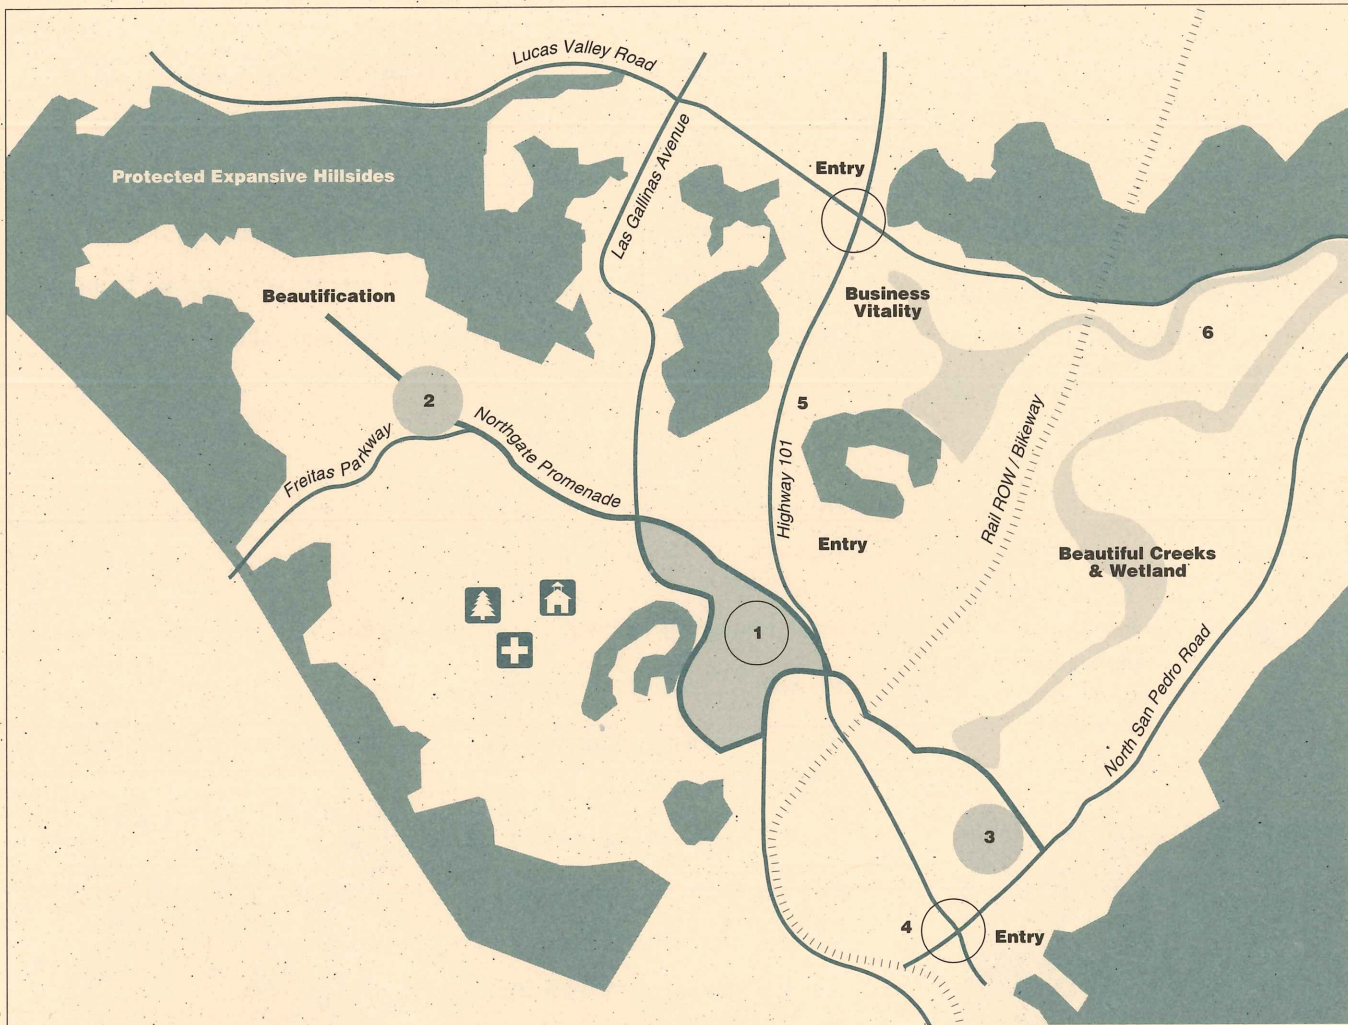 Lucas Valley Road
Las Gallinas Avenue
Entry
Protected Expansive Hillsides
Beautification
Business
Vitality
6
2
5
Northgate Promenade
Freitas Parkway
Highway 101
Rail ROW / Bikeway
Entry
Beautiful Creeks
& Wetland
1
North San Pedro Road
3
4
Entry